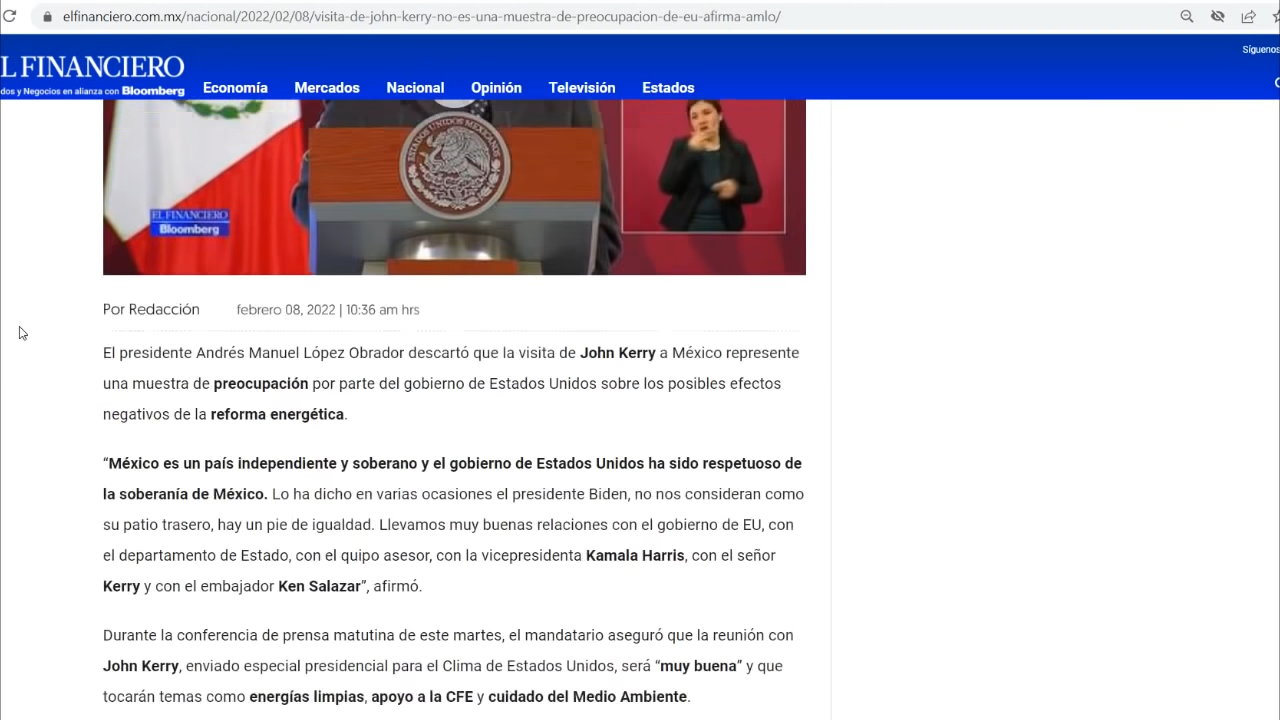 elfinanciero.com.mx/nacional/2022/02/08/visita-de-john-kerry-no-es-una-muestra-de-preocupacion-de-eu-afirma-amlo/
Síguenos
L FINANCIERO
dos y Negocios en alianza con Bloomberg
Economía Mercados Nacional Opinión Televisión Estados
ESTADOS UNIDOS MEXICANOS
EL FINANCIERO
Bloomberg
Por Redacción febrero 08, 2022 | 10:36 am hrs
El presidente Andrés Manuel López Obrador descartó que la visita de John Kerry a México represente
una muestra de preocupación por parte del gobierno de Estados Unidos sobre los posibles efectos
negativos de la reforma energética.
“México es un país independiente y soberano y el gobierno de Estados Unidos ha sido respetuoso de
la soberanía de México. Lo ha dicho en varias ocasiones el presidente Biden, no nos consideran como
su patio trasero, hay un pie de igualdad. Llevamos muy buenas relaciones con el gobierno de EU, con
el departamento de Estado, con el quipo asesor, con la vicepresidenta Kamala Harris, con el señor
Kerry y con el embajador Ken Salazar”, afirmó.
Durante la conferencia de prensa matutina de este martes, el mandatario aseguró que la reunión con
John Kerry, enviado especial presidencial para el Clima de Estados Unidos, será “muy buena” y que
tocarán temas como energías limpias, apoyo a la CFE y cuidado del Medio Ambiente.